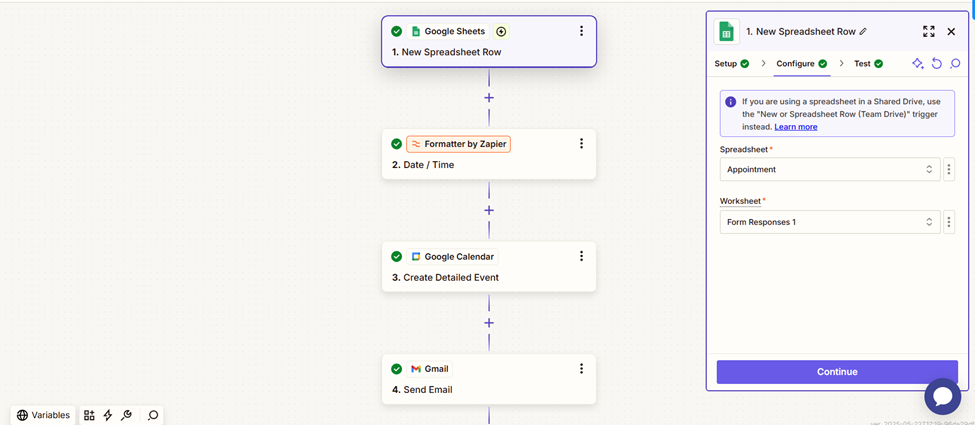 Google Sheets
1. New Spreadsheet Row
Formatter by Zapier
2. Date / Time
Google Calendar
3. Create Detailed Event
Gmail
4. Send Email
Variables
1. New Spreadsheet Row
Setup
Configure
Test
If you are using a spreadsheet in a Shared Drive, use
the "New or Spreadsheet Row (Team Drive)" trigger
instead. Learn more
Spreadsheet*
Appointment
Worksheet*
Form Responses 1
Continue